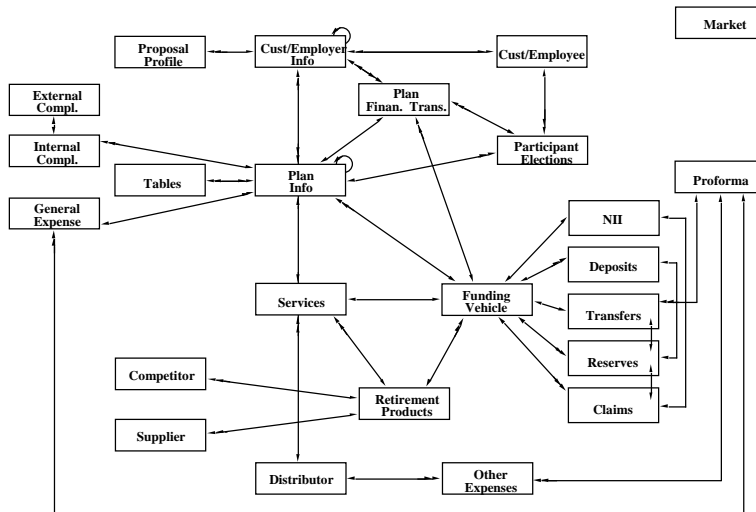 Market
Proposal
Profile
Cust/Employer
Info
Cust/Employee
External
Compl.
Plan
Finan. Trans.
Internal
Compl.
Participant
Elections
Tables
Plan
Info
Proforma
General
Expense
NII
Deposits
Services
Funding
Vehicle
Transfers
Reserves
Competitor
Retirement
Products
Claims
Supplier
Distributor
Other
Expenses